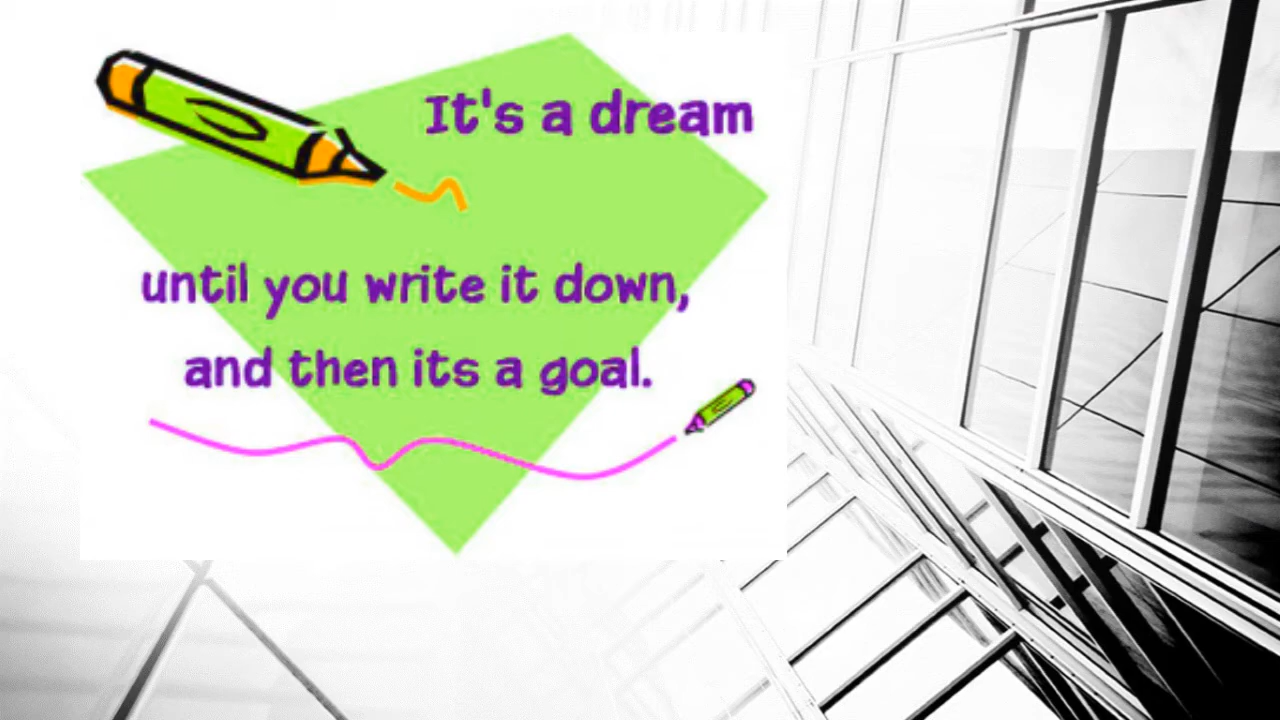 It's a dream
until you write it down,
and then its a goal.